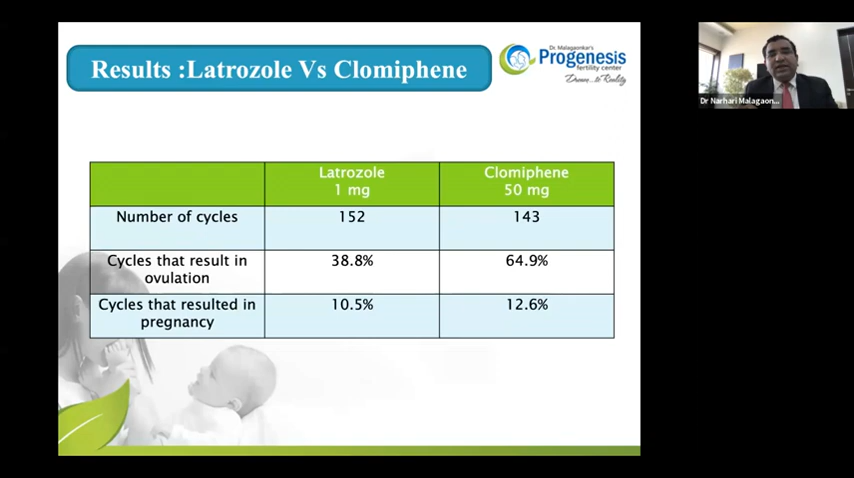 Results :Latrozole Vs Clomiphene
Dr. Malagaonkar's
Progenesis
fertility center
Dream...to Reality
Dr Narhari Malagaon...
Latrozole
1 mg
Clomiphene
50 mg
Number of cycles
152
143
Cycles that result in
ovulation
38.8%
64.9%
Cycles that resulted in
pregnancy
10.5%
12.6%